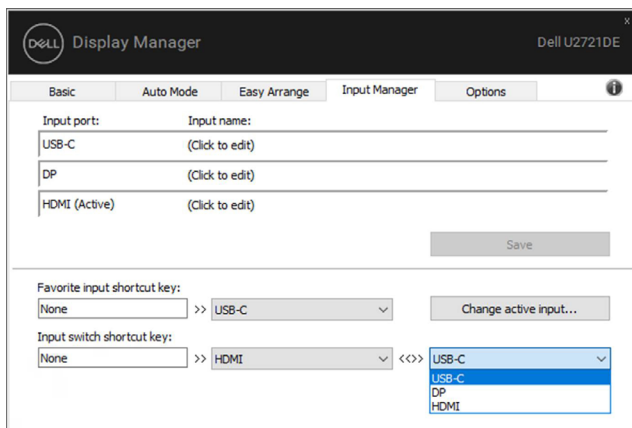 x
DELL Display Manager Dell U2721DE
Basic Auto Mode Easy Arrange Input Manager Options i
Input port: Input name:
USB-C (Click to edit)
DP (Click to edit)
HDMI (Active) (Click to edit)
Save
Favorite input shortcut key:
None >> USB-C Change active input...
Input switch shortcut key:
None >> HDMI <<>> USB-C
USB-C
DP
HDMI